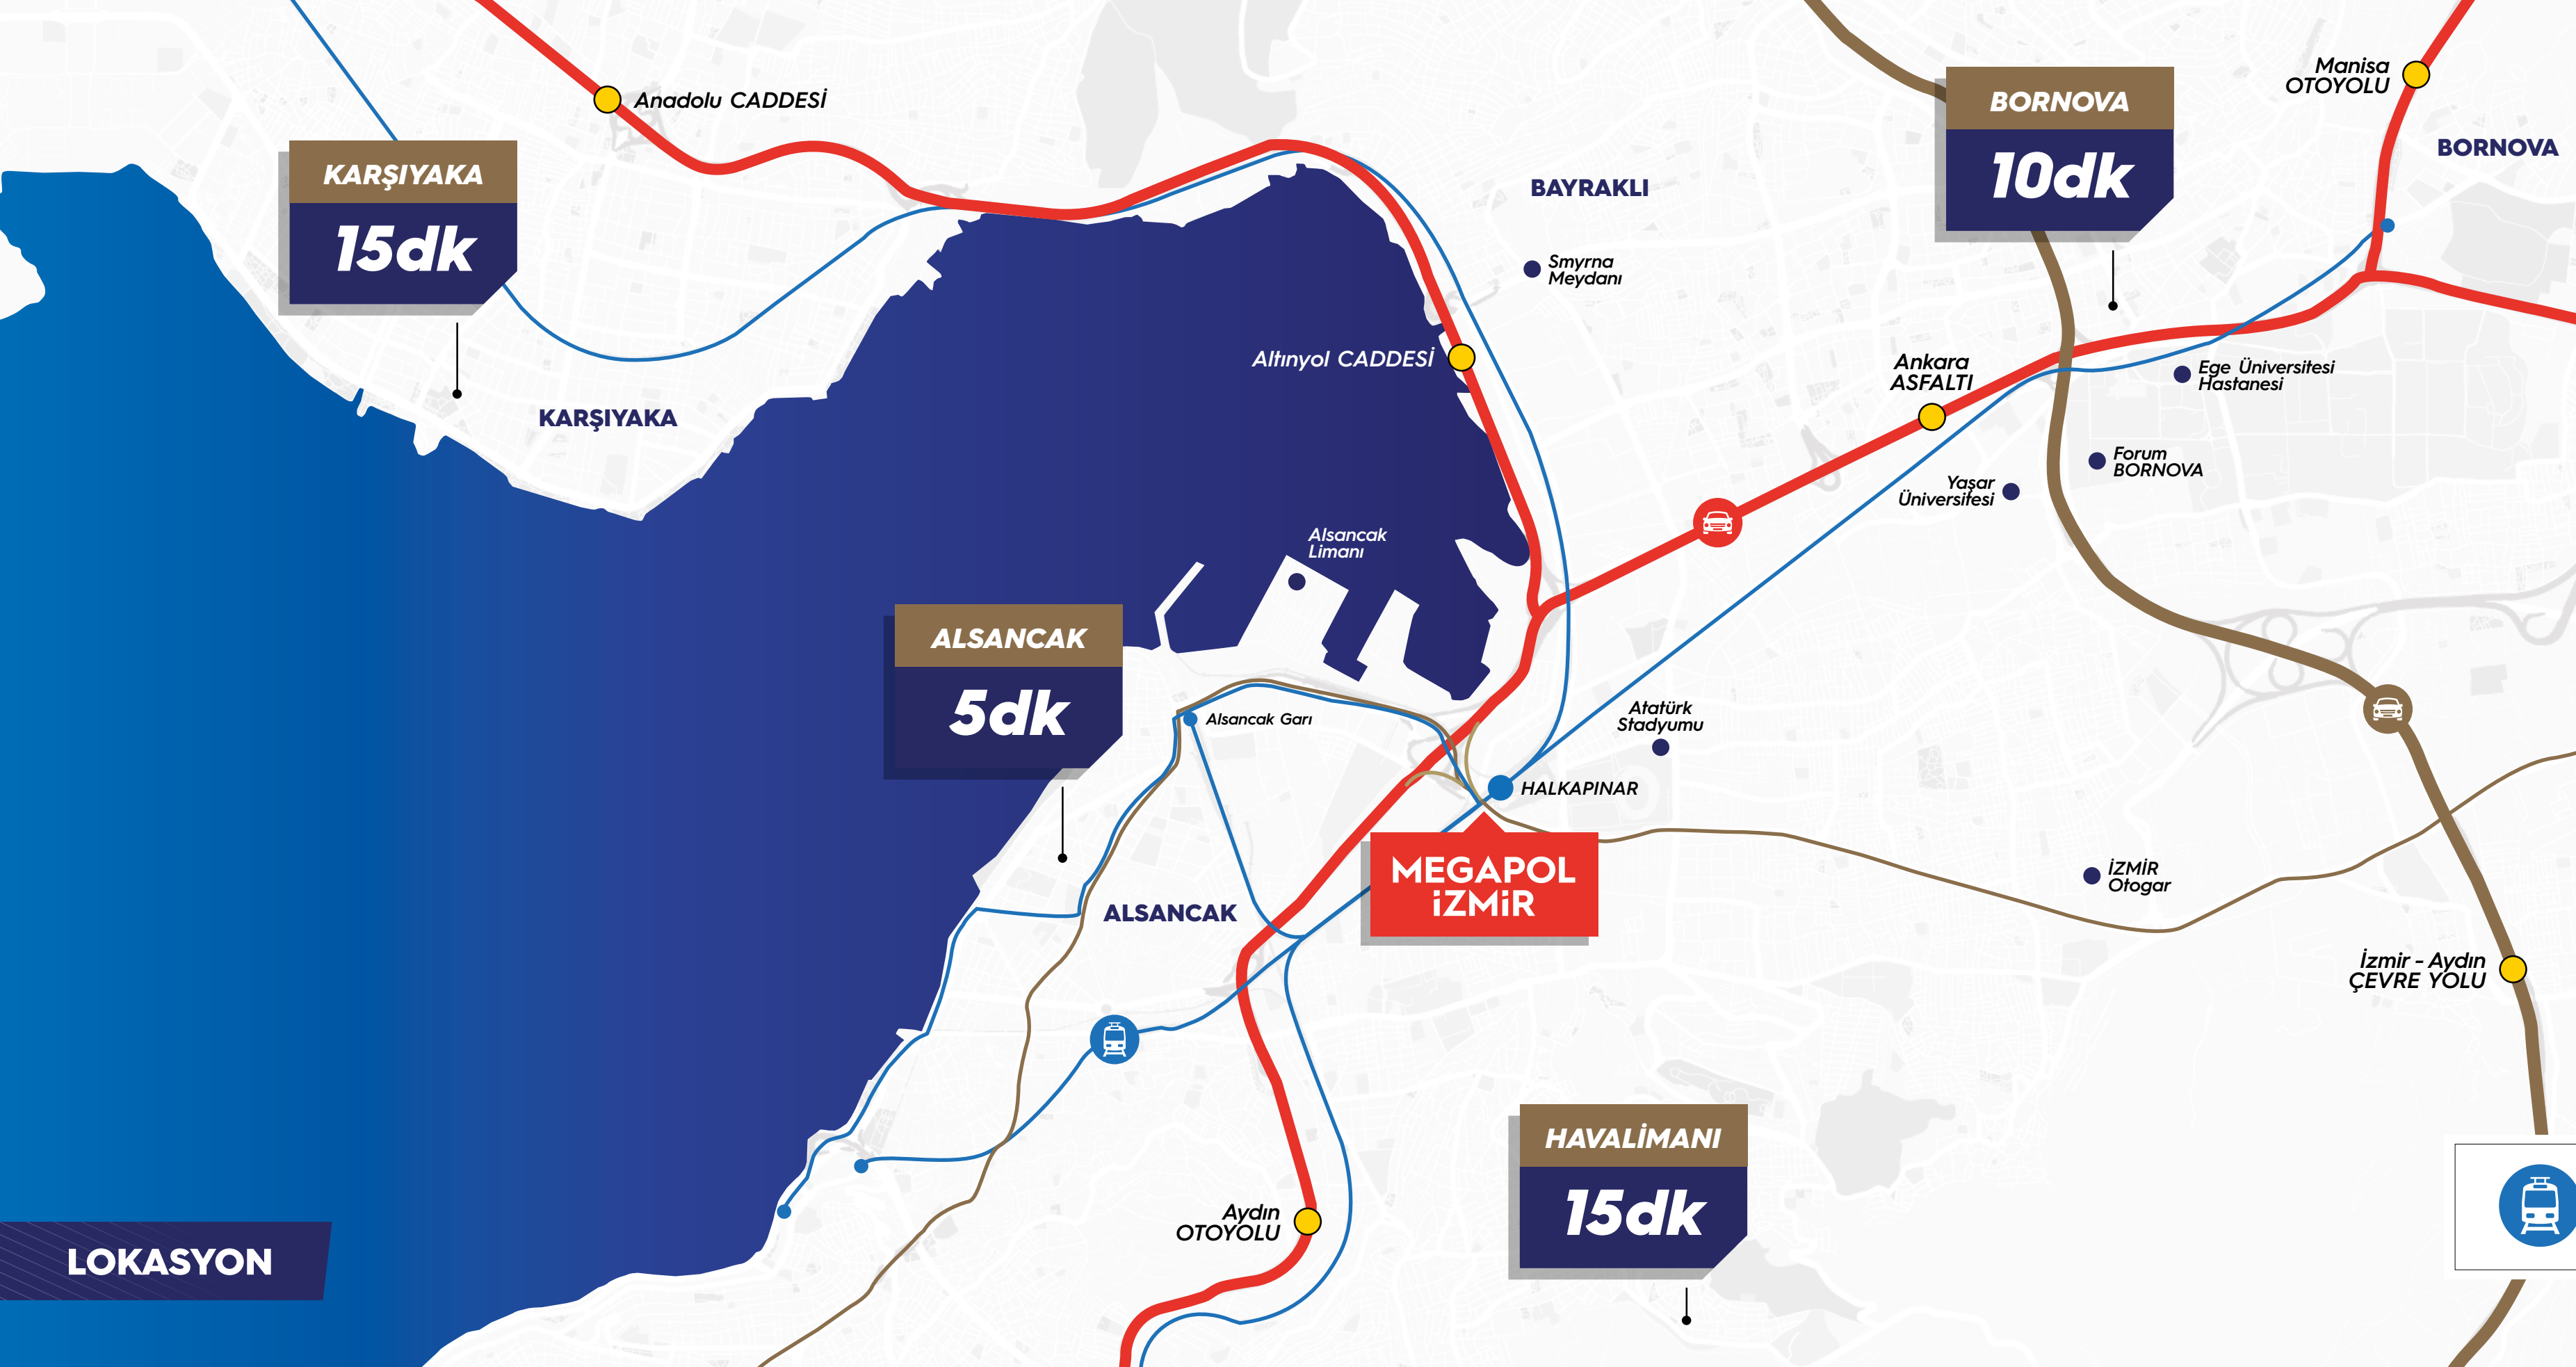 Anadolu CADDESİ
KARŞIYAKA
15dk
KARŞIYAKA
BAYRAKLI
Smyrna
Meydanı
Altınyol CADDESİ
BORNOVA
10dk
Manisa
OTOYOLU
BORNOVA
Ankara
ASFALTI
Ege Üniversitesi
Hastanesi
Forum
BORNOVA
Yaşar
Üniversitesi
Alsancak
Limanı
ALSANCAK
5dk
Alsancak Garı
Atatürk
Stadyumu
HALKAPINAR
MEGAPOL
iZMiR
İZMİR
Otogar
ALSANCAK
İzmir - Aydın
ÇEVRE YOLU
HAVALİMANI
15dk
Aydın
OTOYOLU
LOKASYON